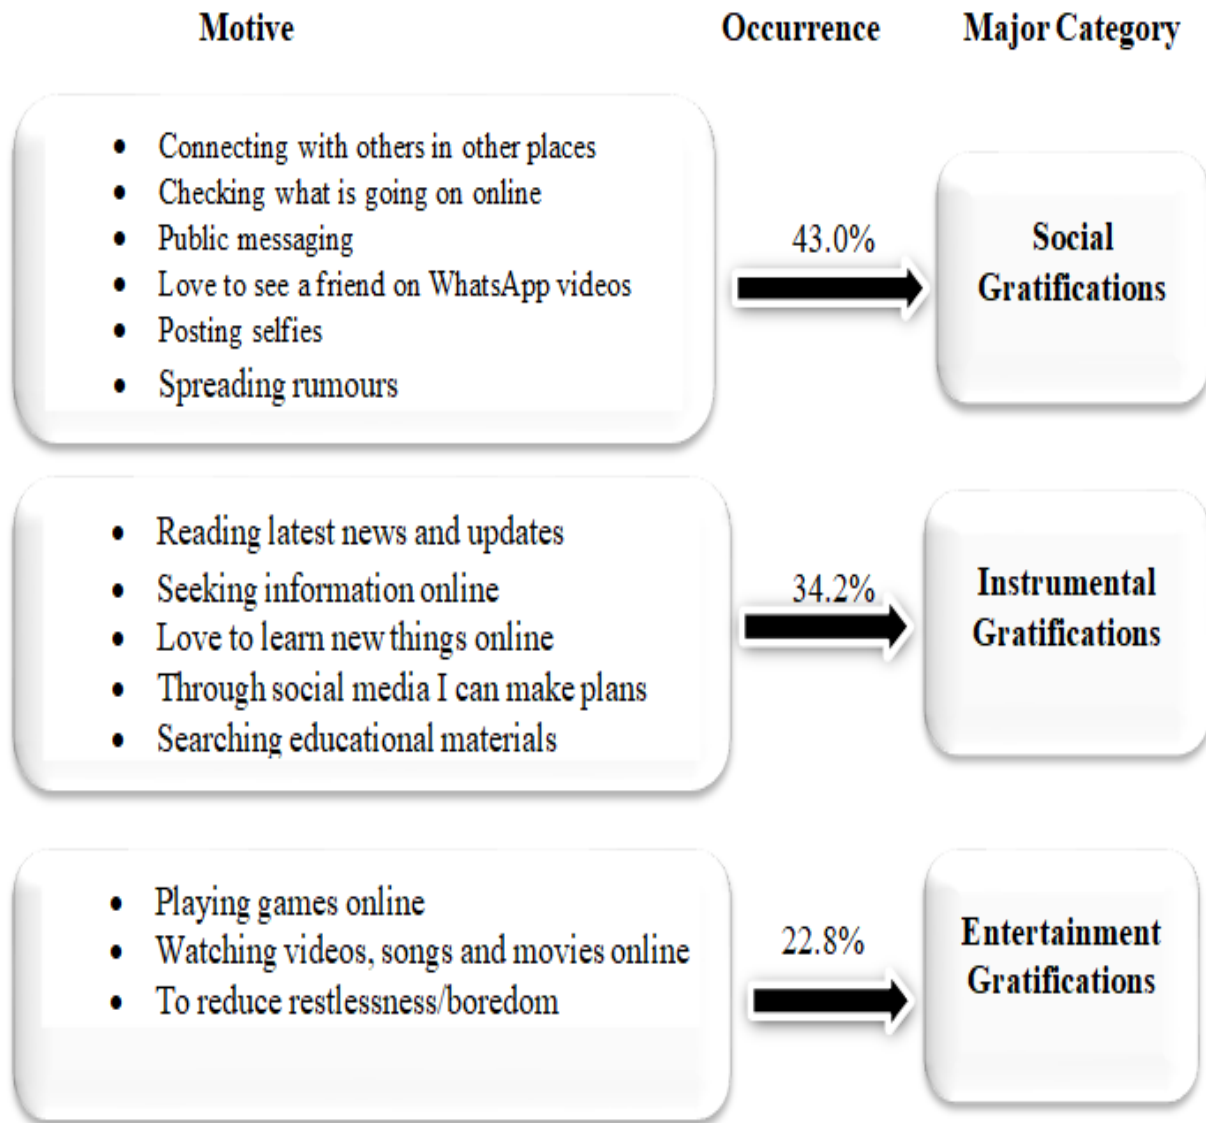 Motive Occurrence Major Category
• Connecting with others in other places
• Checking what is going on online
• Public messaging
• Love to see a friend on WhatsApp videos
• Posting selfies
• Spreading rumours
43.0%
Social
Gratifications
• Reading latest news and updates
• Seeking information online
• Love to learn new things online
• Through social media I can make plans
• Searching educational materials
34.2%
Instrumental
Gratifications
• Playing games online
• Watching videos, songs and movies online
• To reduce restlessness/boredom
22.8%
Entertainment
Gratifications